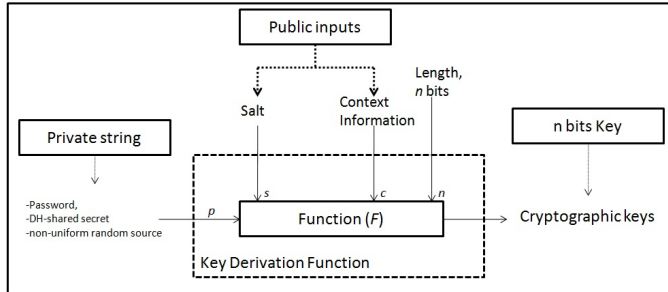 Public inputs
Length,
n bits
Salt
Context
Information
Private string
n bits Key
-Password,
-DH-shared secret
-non-uniform random source
p
s
c
n
Function (F)
Cryptographic keys
Key Derivation Function